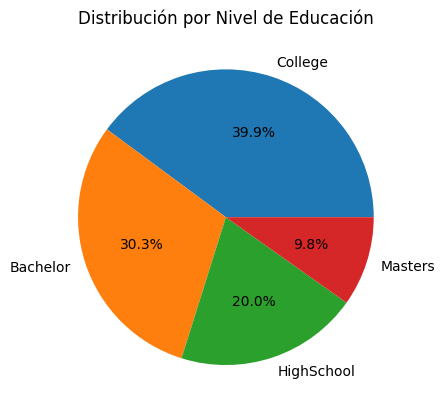 Distribución por Nivel de Educación
College
39.9%
30.3%
9.8%
Bachelor
Masters
20.0%
HighSchool